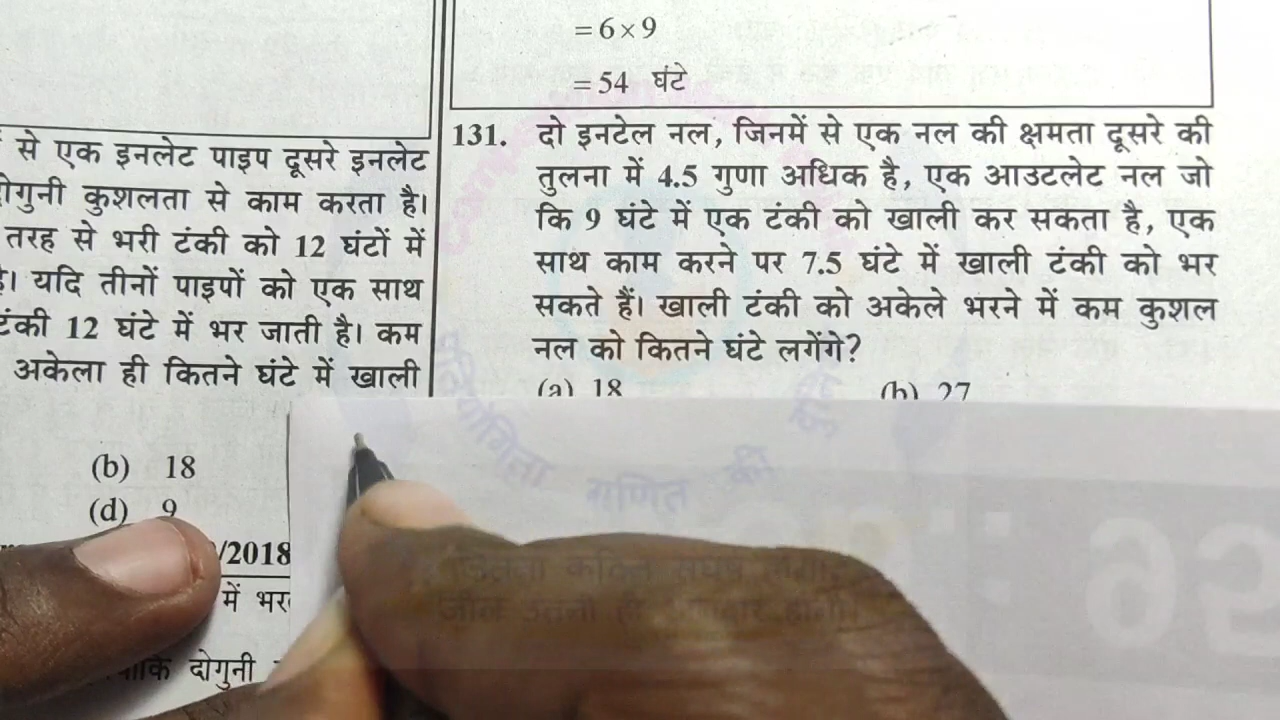 से एक इनलेट पाइप दूसरे इनलेट
कुशलता से काम करता है।
तरह से भरी टंकी को 12 घंटों में
यदि तीनों पाइपों को एक साथ
टंकी 12 घंटे में भर जाती है। कम
अकेला ही कितने घंटे में खाली
(b) 18
(d) 9
/2018
में
दोगुनी
= 6 × 9
= 54 घंटे
131. दो इनटेल नल, जिनमें से एक नल की क्षमता दूसरे की
तुलना में 4.5 गुणा अधिक है, एक आउटलेट नल जो
कि 9 घंटे में एक टंकी को खाली कर सकता है, एक
साथ काम करने पर 7.5 घंटे में खाली टंकी को भर
सकते हैं। खाली टंकी को अकेले भरने में कम कुशल
नल को कितने घंटे लगेंगे?
(a) 18 (b) 27
गणित की